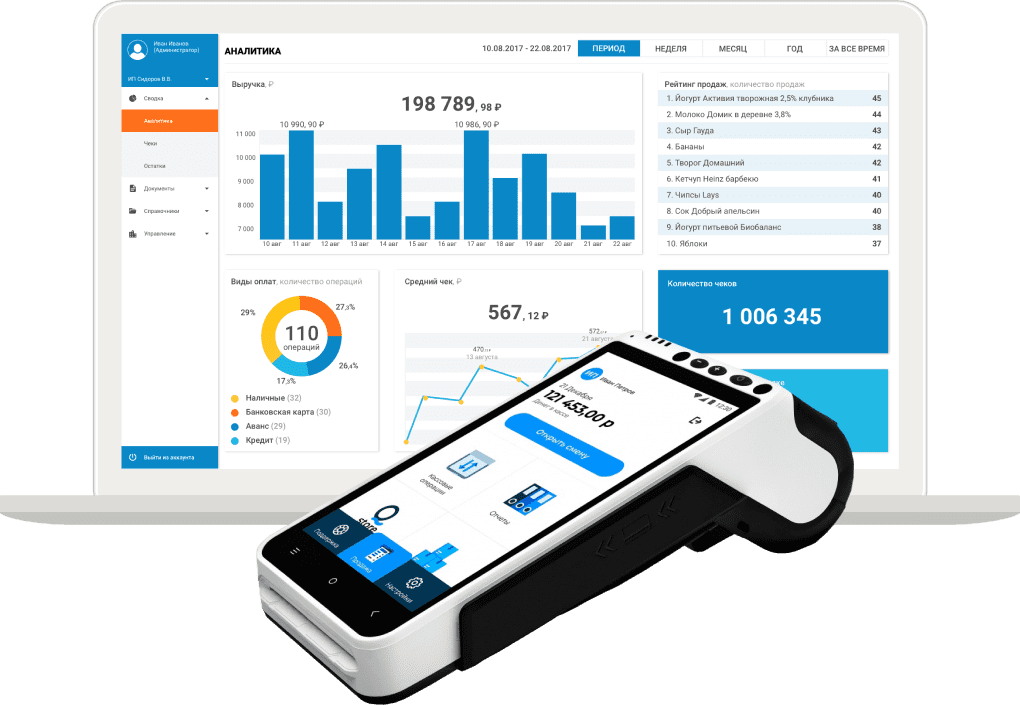 Иван Иванов
(Администратор)
ИП Сидоров В.В.
Сводка
Аналитика
Чеки
Остатки
Документы
Справочники
Управление
Выйти из аккаунта
АНАЛИТИКА
10.08.2017 - 22.08.2017
ПЕРИОД
НЕДЕЛЯ
МЕСЯЦ
ГОД
ЗА ВСЕ ВРЕМЯ
Выручка, ₽
198 789, 98 ₽
10 990, 90 ₽
10 986, 90 ₽
11 000
10 000
9 000
8 000
7 000
10 авг 11 авг 12 авг 13 авг 14 авг 15 авг 16 авг 17 авг 18 авг 19 авг 20 авг 21 авг 22 авг
Рейтинг продаж, количество продаж
1. Йогурт Активия творожная 2,5% клубника 45
2. Молоко Домик в деревне 3,8% 44
3. Сыр Гауда 43
4. Бананы 42
5. Творог Домашний 42
6. Кетчуп Heinz барбекю 41
7. Чипсы Lays 40
8. Сок Добрый апельсин 40
9. Йогурт питьевой Биобаланс 38
10. Яблоки 37
Виды оплат, количество операций
29%
27,3%
110
операций
26,4%
17,3%
Наличные (32)
Банковская карта (30)
Аванс (29)
Кредит (19)
Средний чек, ₽
567, 12 ₽
470
13 августа
572
21 августа
Количество чеков
1 006 345
12:30
ИП
Иван Петров
21 Декабря
121 453,00 р
Денег в кассе
Открыть смену
Кассовые
операции
Отчеты
store
Поддержка
Продажа
Настройки